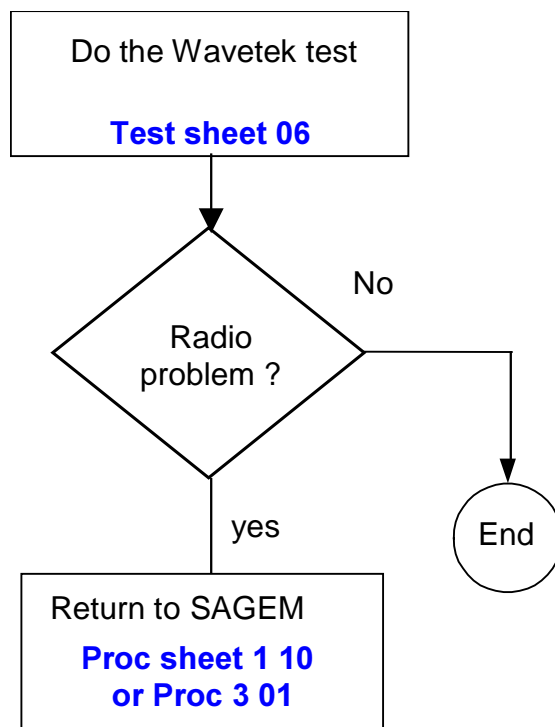 Do the Wavetek test
Test sheet 06
No
Radio
problem ?
yes
End
Return to SAGEM
Proc sheet 1 10
or Proc 3 01